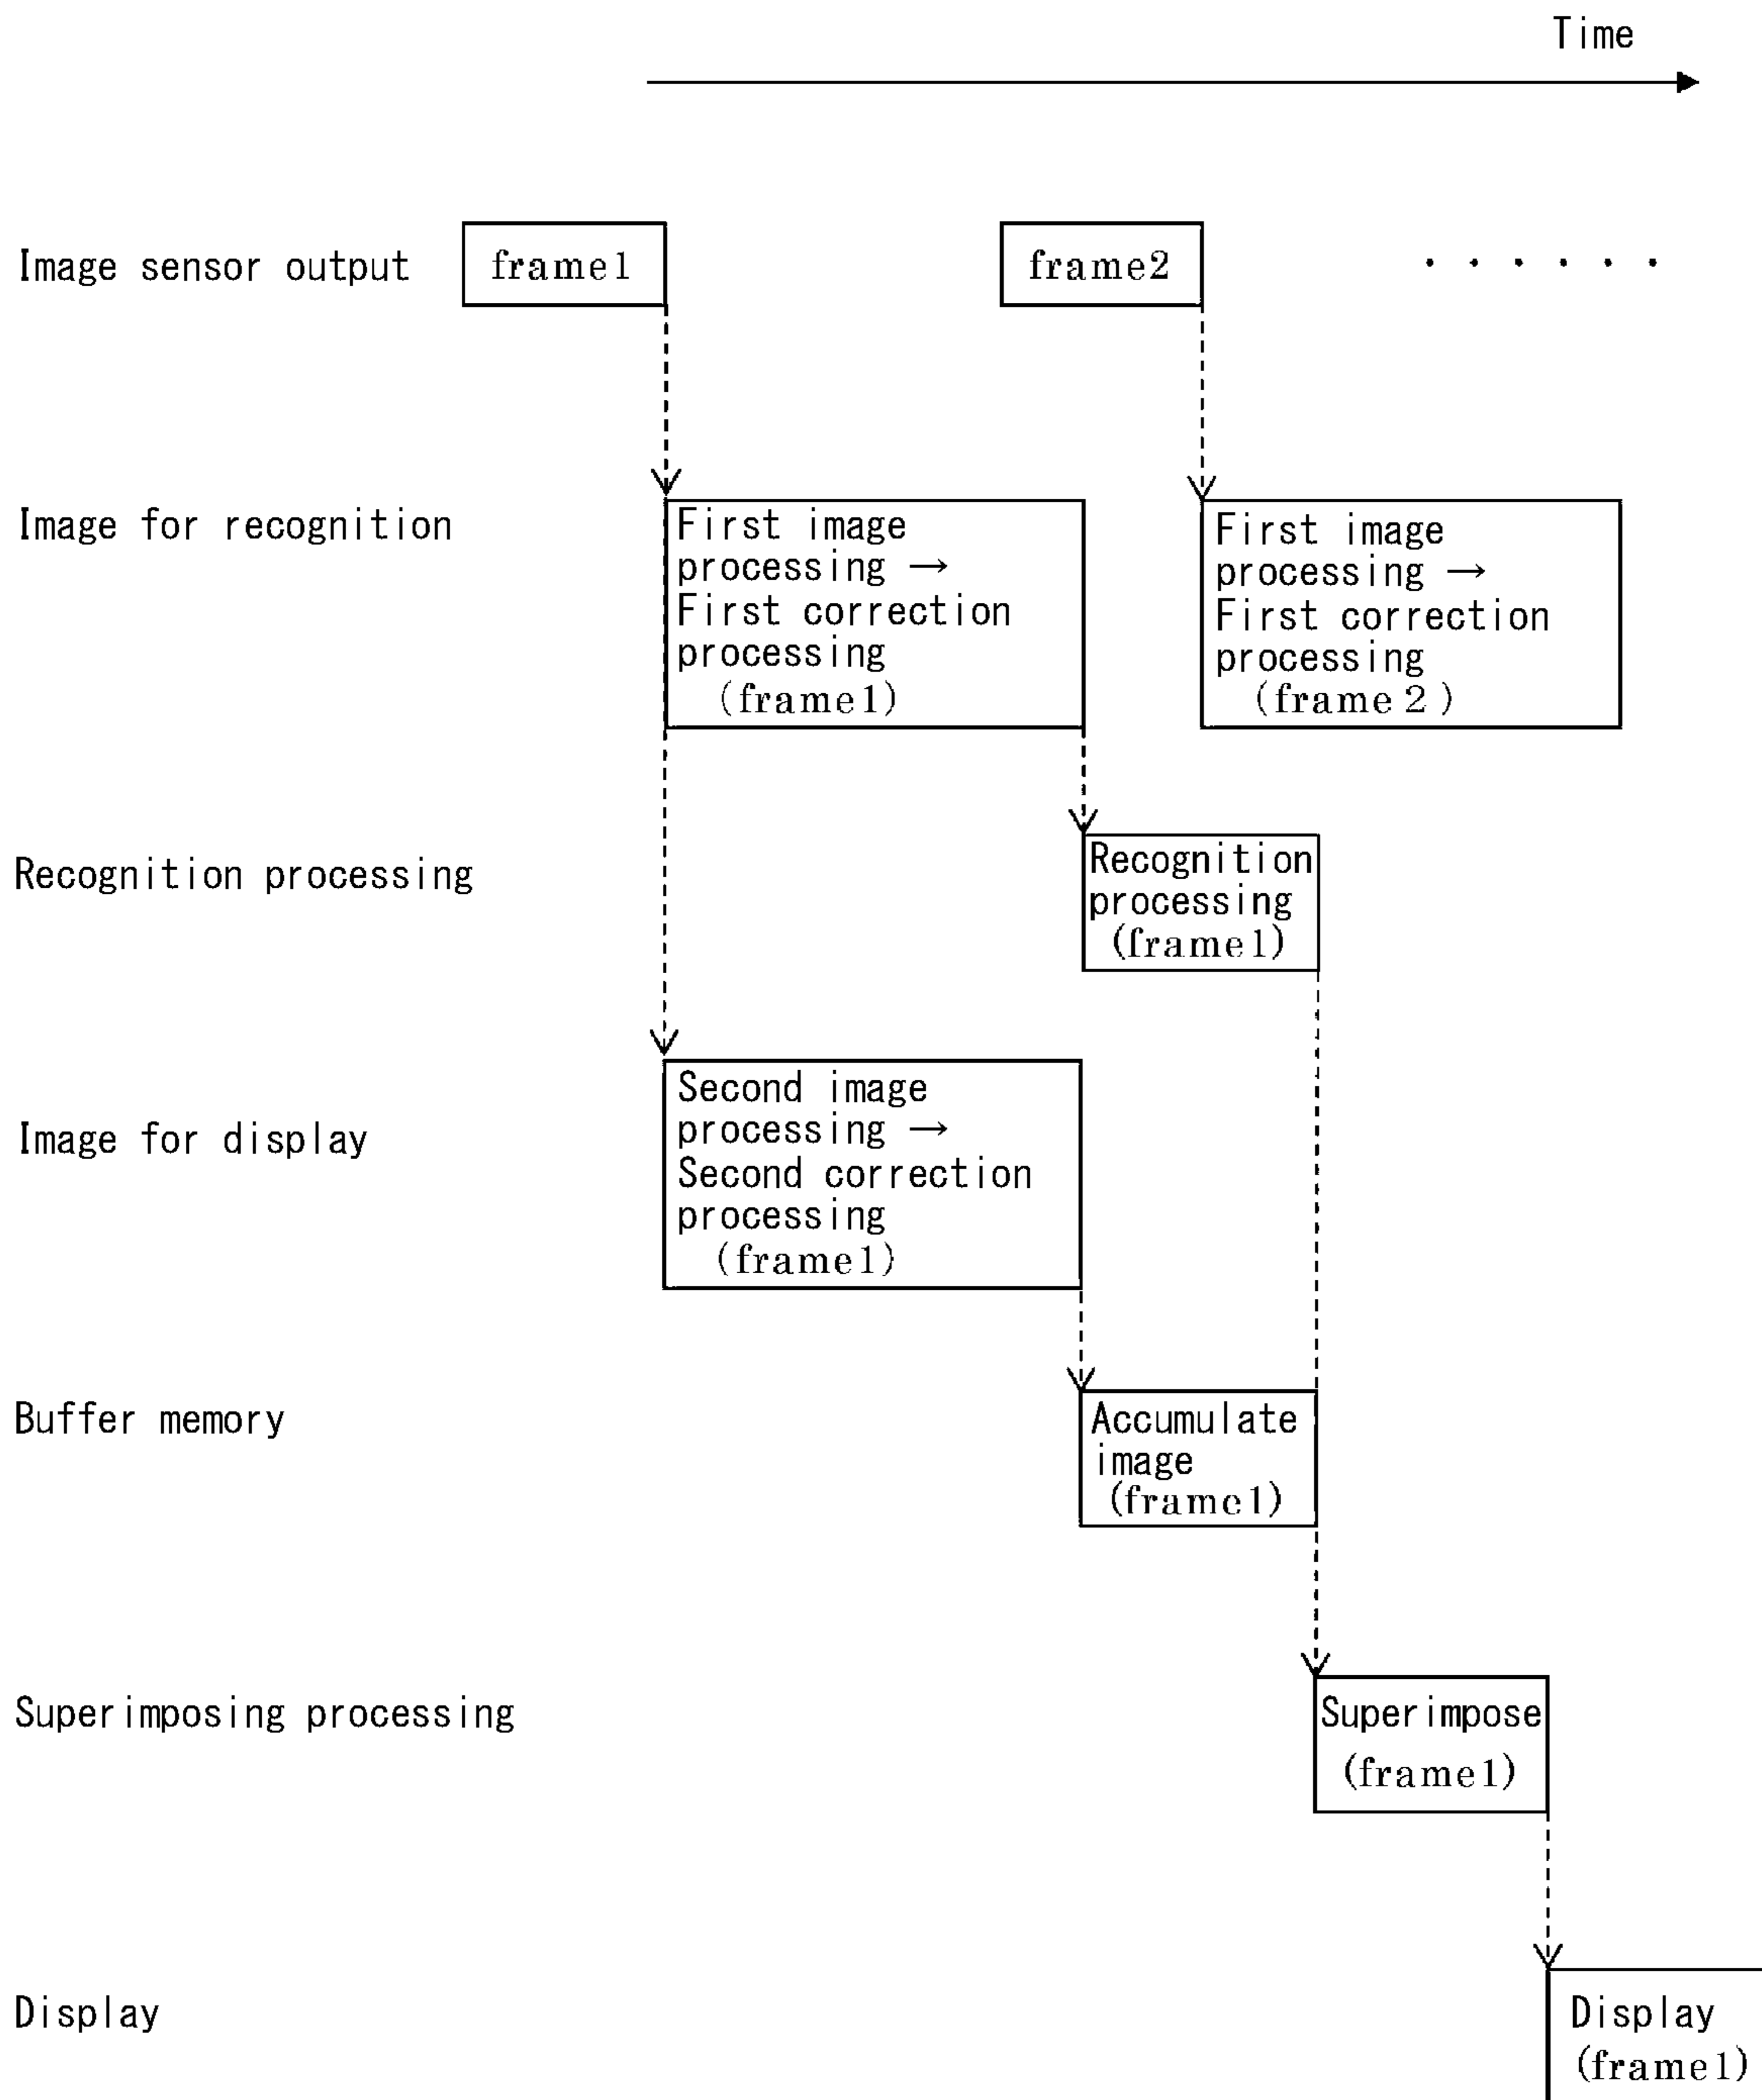 Time
Image sensor output
frame1
frame2
· · · · · ·
Image for recognition
First image
processing →
First correction
processing
(frame1)
First image
processing →
First correction
processing
(frame 2 )
Recognition processing
Recognition
processing
(frame1)
Image for display
Second image
processing →
Second correction
processing
(frame1)
Buffer memory
Accumulate
image
(frame1)
Superimposing processing
Superimpose
(frame1)
Display
Display
(frame1)